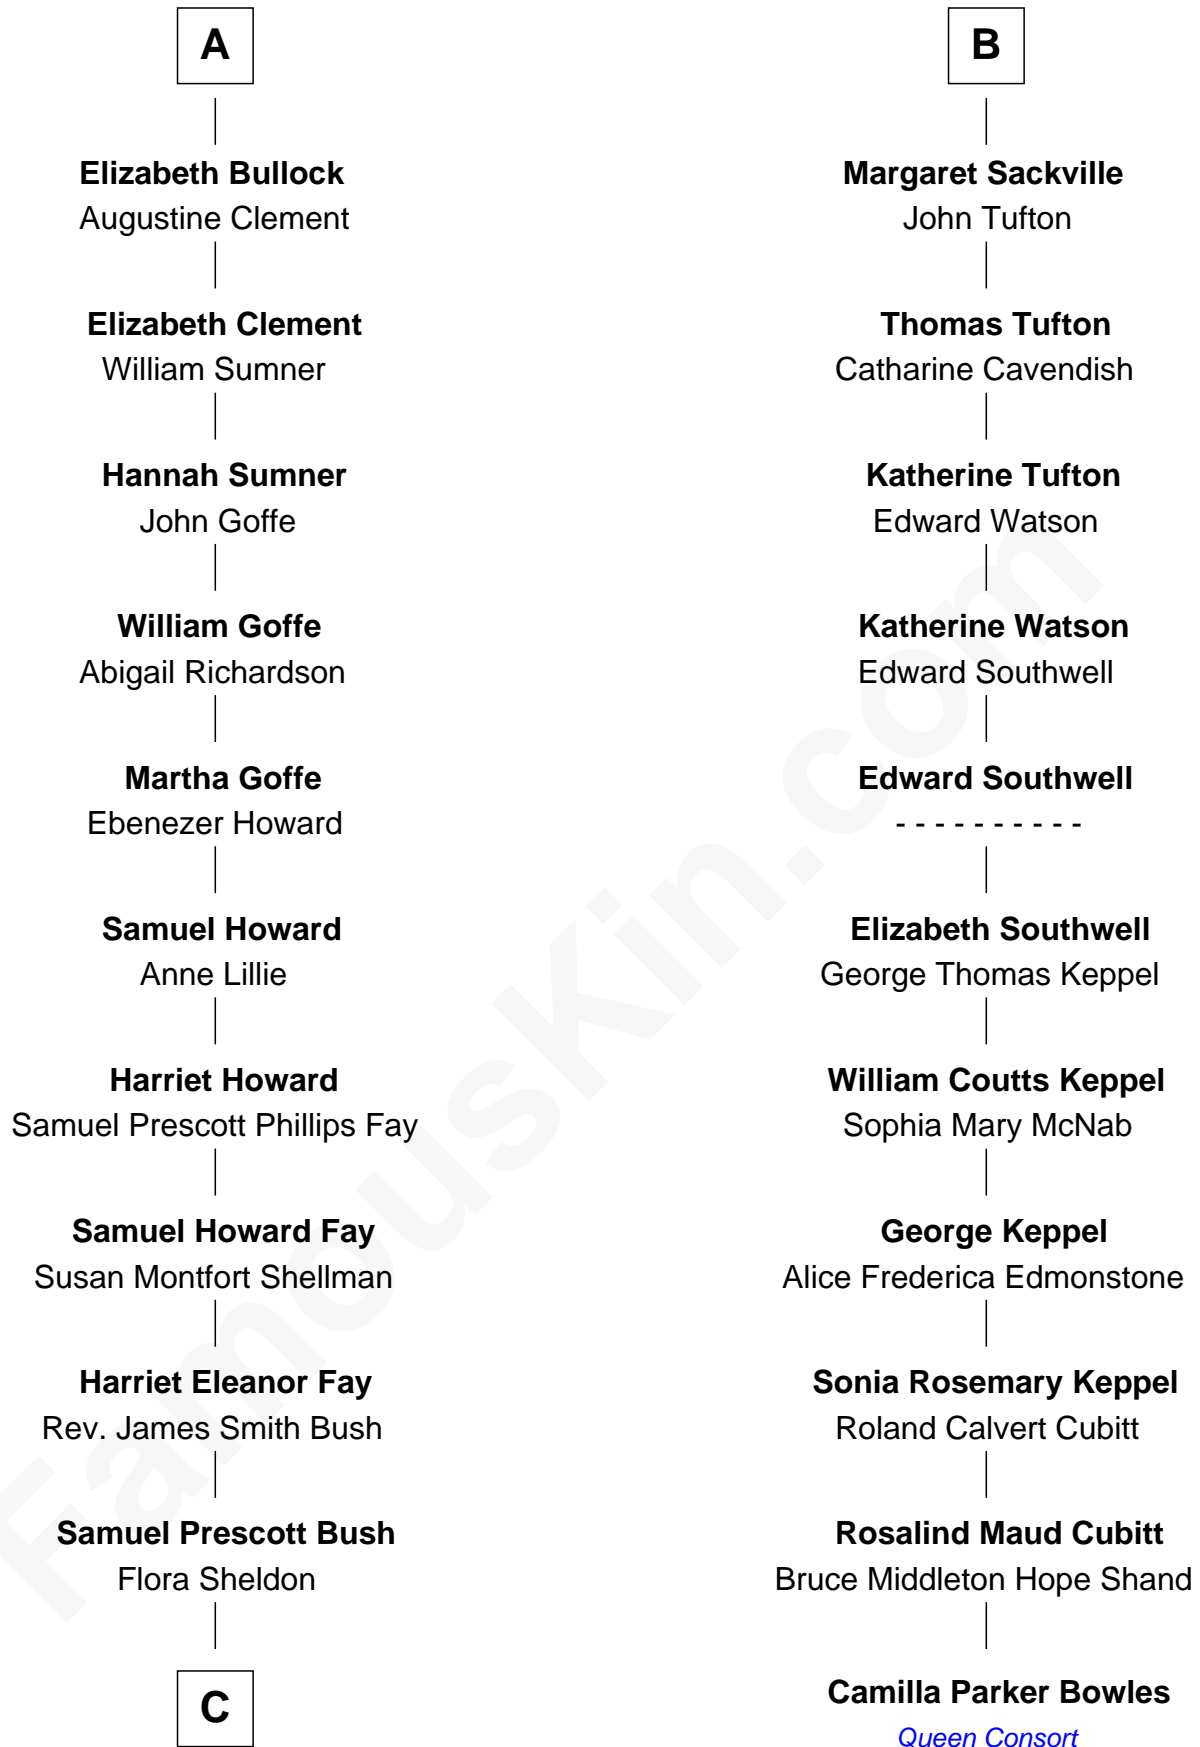 A
Elizabeth Bullock
Augustine Clement
Elizabeth Clement
William Sumner
Hannah Sumner
John Goffe
William Goffe
Abigail Richardson
Martha Goffe
Ebenezer Howard
Samuel Howard
Anne Lillie
Harriet Howard
Samuel Prescott Phillips Fay
Samuel Howard Fay
Susan Montfort Shellman
Harriet Eleanor Fay
Rev. James Smith Bush
Samuel Prescott Bush
Flora Sheldon
C
B
Margaret Sackville
John Tufton
Thomas Tufton
Catharine Cavendish
Katherine Tufton
Edward Watson
Katherine Watson
Edward Southwell
Edward Southwell
- - - - - - - - - -
Elizabeth Southwell
George Thomas Keppel
William Coutts Keppel
Sophia Mary McNab
George Keppel
Alice Frederica Edmonstone
Sonia Rosemary Keppel
Roland Calvert Cubitt
Rosalind Maud Cubitt
Bruce Middleton Hope Shand
Camilla Parker Bowles
Queen Consort
FamousKin.com